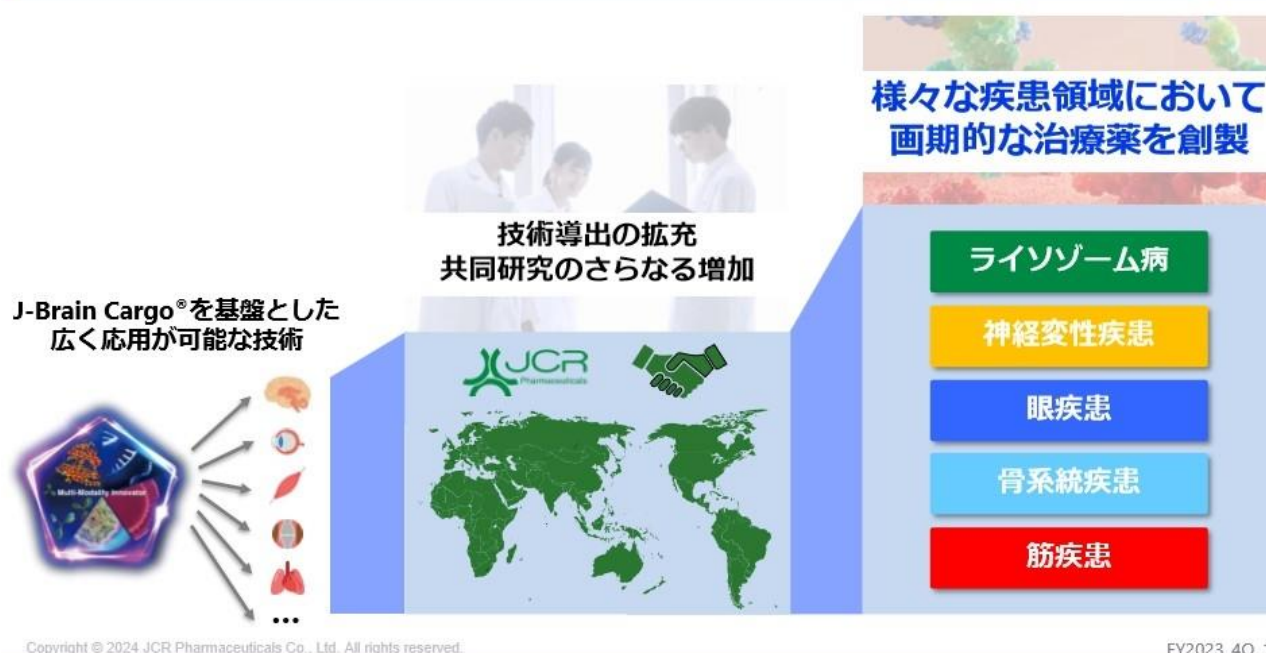 J-Brain Cargo®を基盤とした
広く応用が可能な技術
Multi-Modality Innovator
...
技術導出の拡充
共同研究のさらなる増加
JCR
Pharmaceuticals
様々な疾患領域において
画期的な治療薬を創製
ライソゾーム病
神経変性疾患
眼疾患
骨系統疾患
筋疾患
Copyright © 2024 JCR Pharmaceuticals Co., Ltd. All rights reserved.
FY2023_4Q_